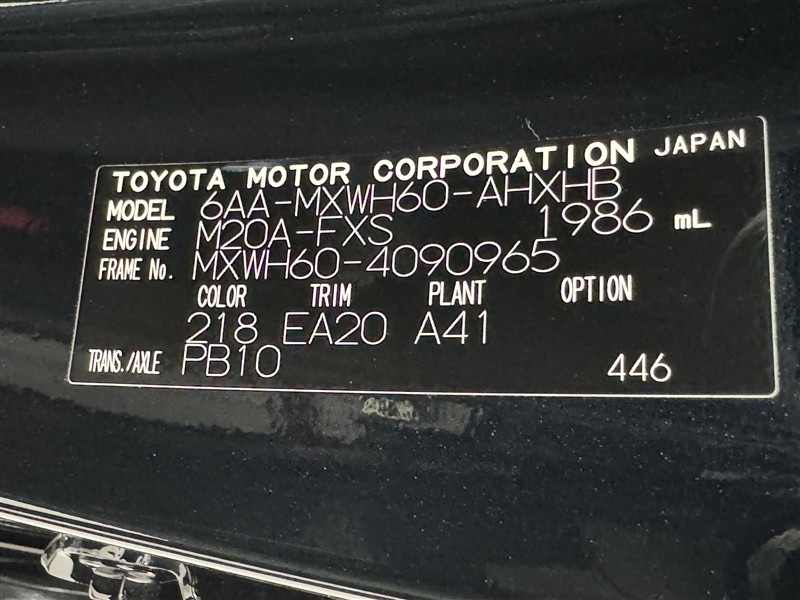 TOYOTA MOTOR CORPORATION JAPAN
MODEL 6AA-MXWH60-AHXHB
ENGINE M20A-FXS 1986 mL
FRAME No. MXWH60-4090965
COLOR TRIM PLANT OPTION
218 EA20 A41
TRANS./AXLE PB10 446